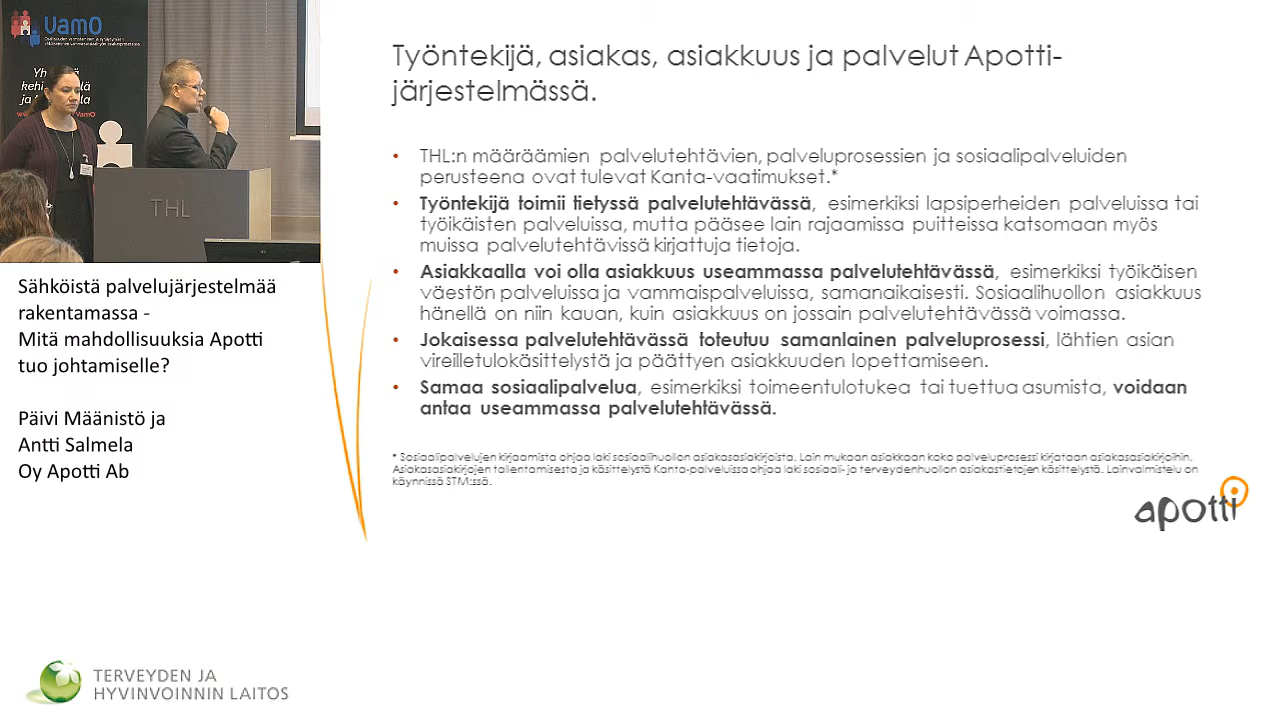 VamO
THL
Sähköistä palvelujärjestelmää
rakentamassa -
Mitä mahdollisuuksia Apotti
tuo johtamiselle?
Päivi Määnistö ja
Antti Salmela
Oy Apotti Ab
Työntekijä, asiakas, asiakkuus ja palvelut Apotti-
järjestelmässä.
• THL:n määräämien palvelutehtävien, palveluprosessien ja sosiaalipalveluiden
perusteena ovat tulevat Kanta-vaatimukset.*
• Työntekijä toimii tietyssä palvelutehtävässä, esimerkiksi lapsiperheiden palveluissa tai
työikäisten palveluissa, mutta pääsee lain rajaamissa puitteissa katsomaan myös
muissa palvelutehtävissä kirjattuja tietoja.
• Asiakkaalla voi olla asiakkuus useammassa palvelutehtävässä, esimerkiksi työikäisen
väestön palveluissa ja vammaispalveluissa, samanaikaisesti. Sosiaalihuollon asiakkuus
hänellä on niin kauan, kuin asiakkuus on jossain palvelutehtävässä voimassa.
• Jokaisessa palvelutehtävässä toteutuu samanlainen palveluprosessi, lähtien asian
vireilletulokäsittelystä ja päättyen asiakkuuden lopettamiseen.
• Samaa sosiaalipalvelua, esimerkiksi toimeentulotukea tai tuettua asumista, voidaan
antaa useammassa palvelutehtävässä.
* Sosiaalipalvelujen kirjaamista ohjaa laki sosiaalihuollon asiakasasiakirjoista. Lain mukaan asiakkaan koko palveluprosessi kirjataan asiakasasiakirjoihin.
Asiakasasiakirjojen tallentamisesta ja käsittelystä Kanta-palveluissa ohjaa laki sosiaali- ja terveydenhuollon asiakastietojen käsittelystä. Lainvalmistelu on
käynnissä STM:ssä.
apotti
TERVEYDEN JA
HYVINVOINNIN LAITOS